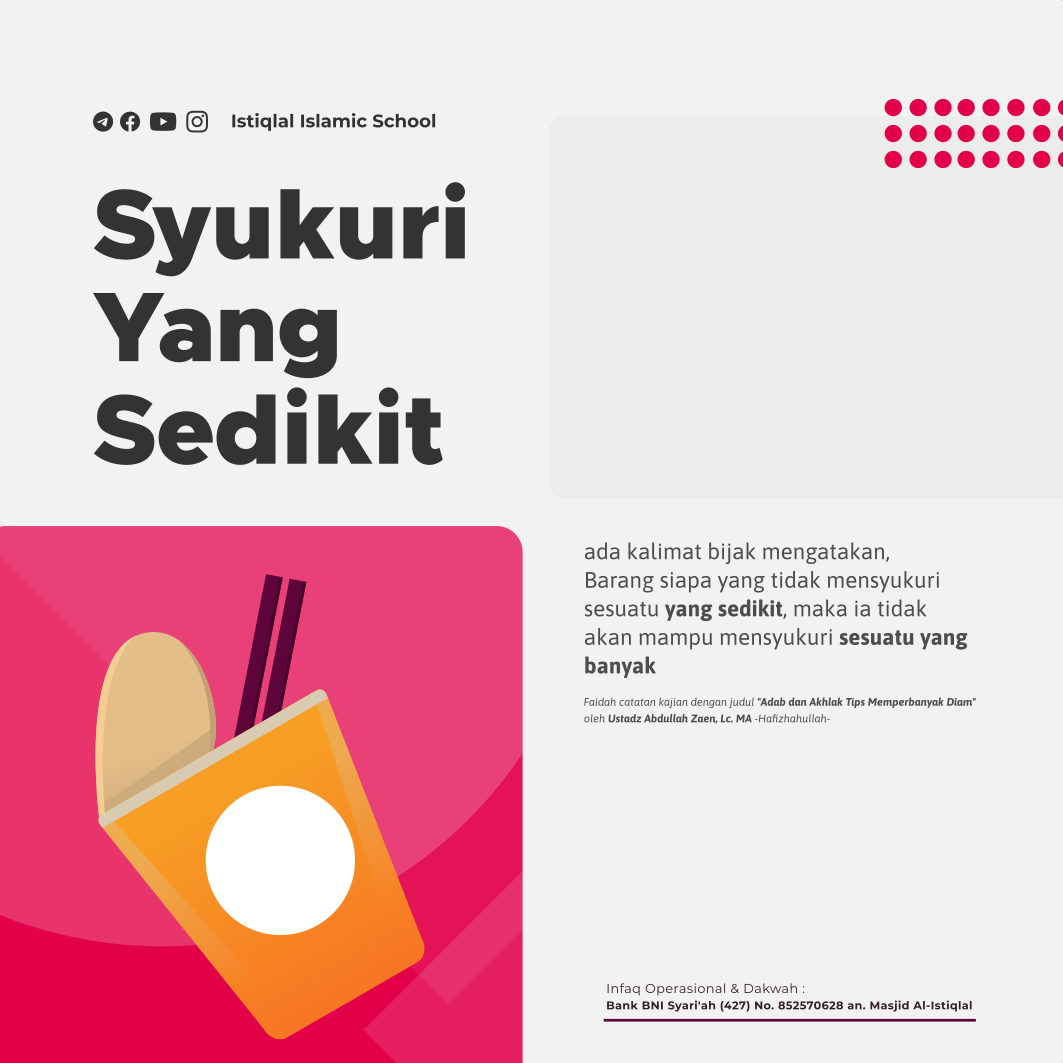 Istiqlal Islamic School
Syukuri
Yang
Sedikit
ada kalimat bijak mengatakan,
Barang siapa yang tidak mensyukuri
sesuatu yang sedikit, maka ia tidak
akan mampu mensyukuri sesuatu yang
banyak
Faidah catatan kajian dengan judul "Adab dan Akhlak Tips Memperbanyak Diam"
oleh Ustadz Abdullah Zaen, Lc. MA -Hafizhahullah-
Infaq Operasional & Dakwah :
Bank BNI Syari'ah (427) No. 852570628 an. Masjid Al-Istiqlal